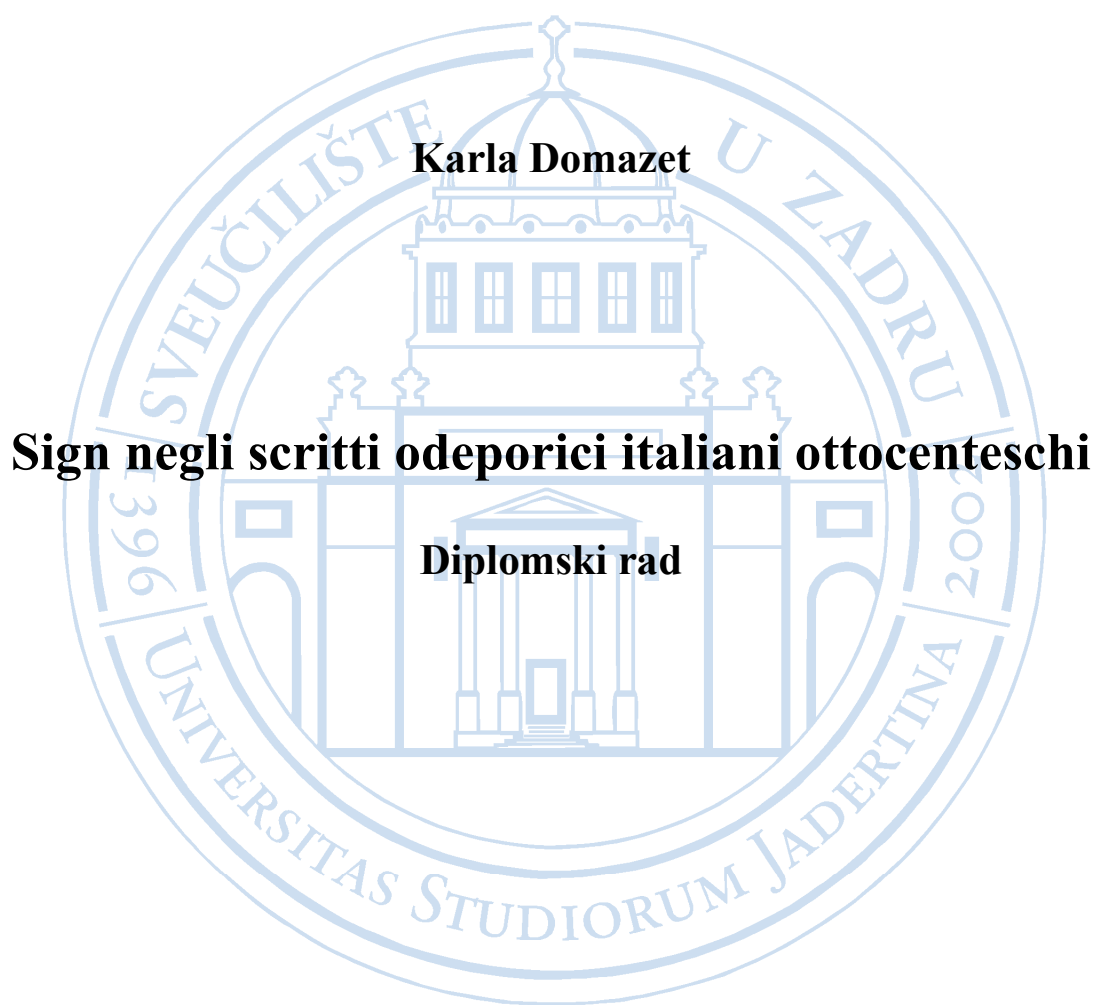 Karla Domazet
Sign negli scritti odeporici italiani ottocenteschi
Diplomski rad
SVEUČILIŠTE U ZADRU
1396
2002
UNIVERSITAS STUDIORUM JADERTINA